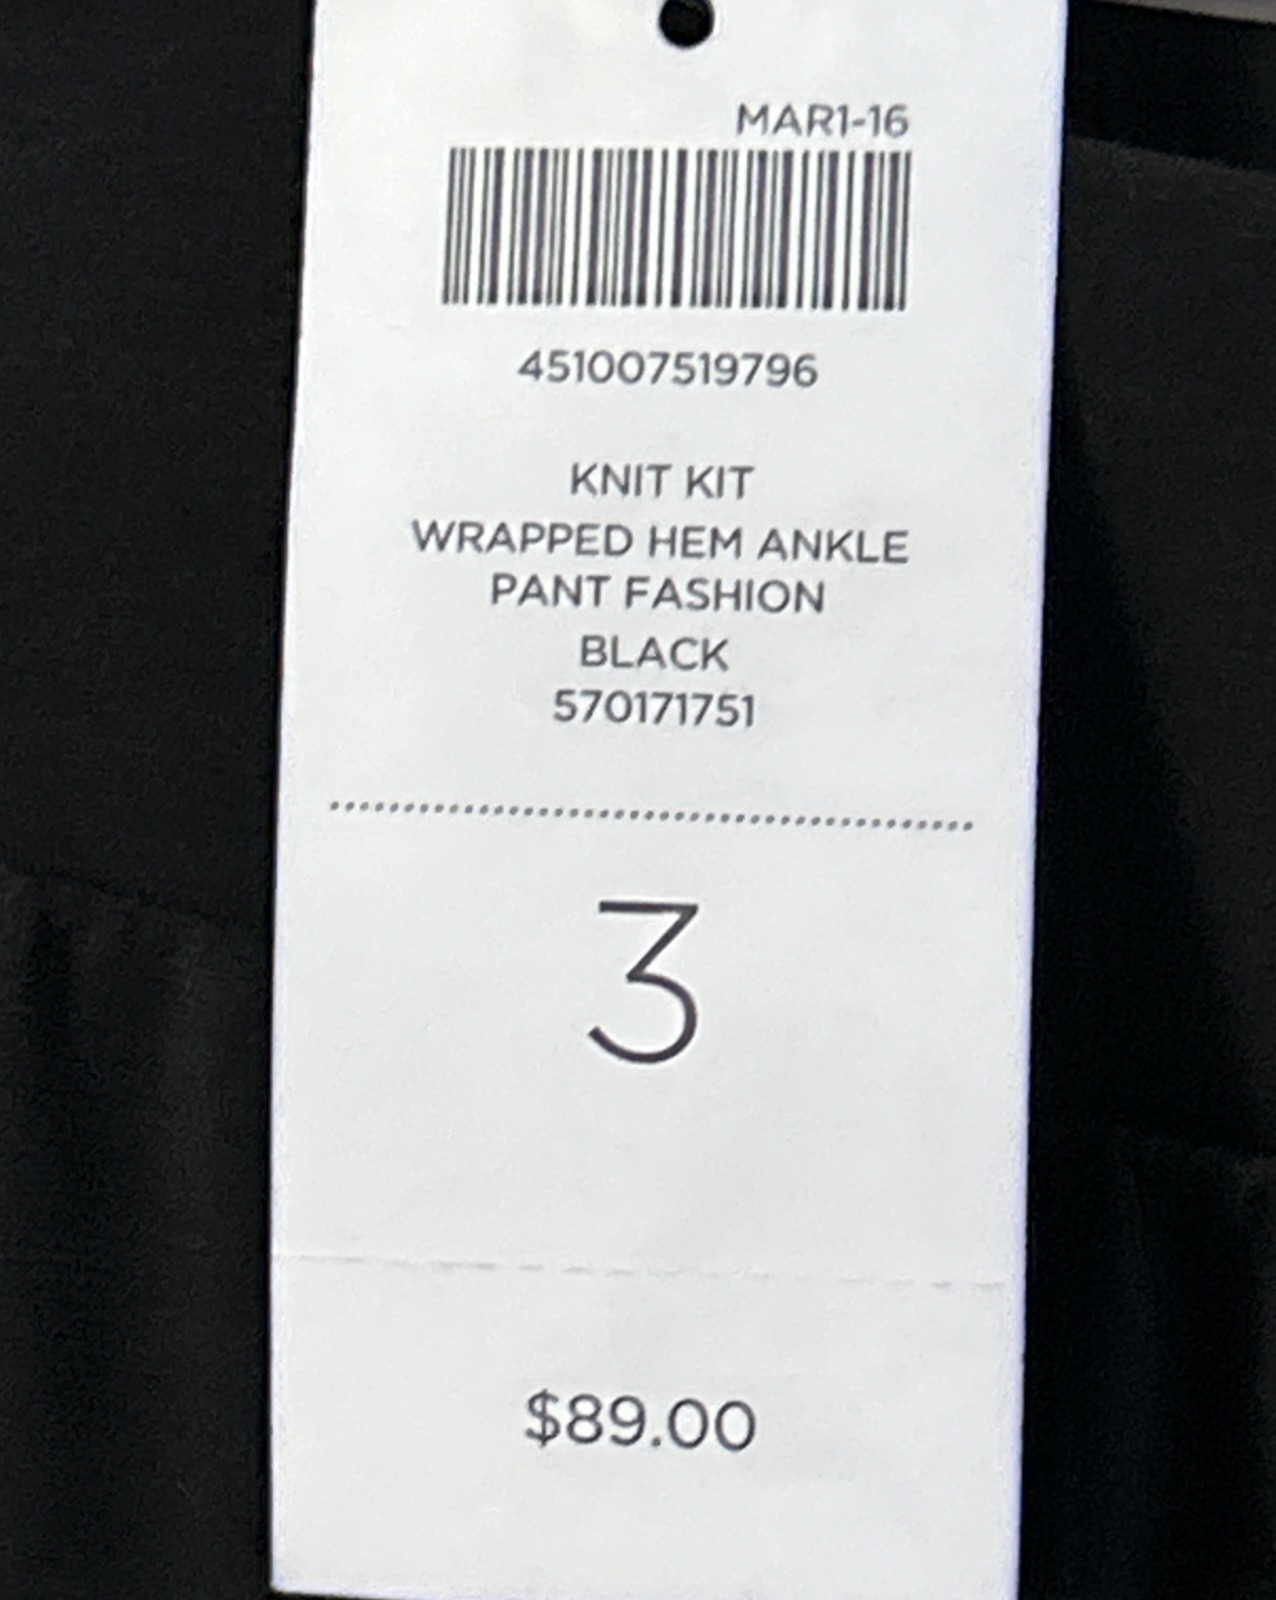 MAR1-16
451007519796
KNIT KIT
WRAPPED HEM ANKLE
PANT FASHION
BLACK
570171751
3
$89.00